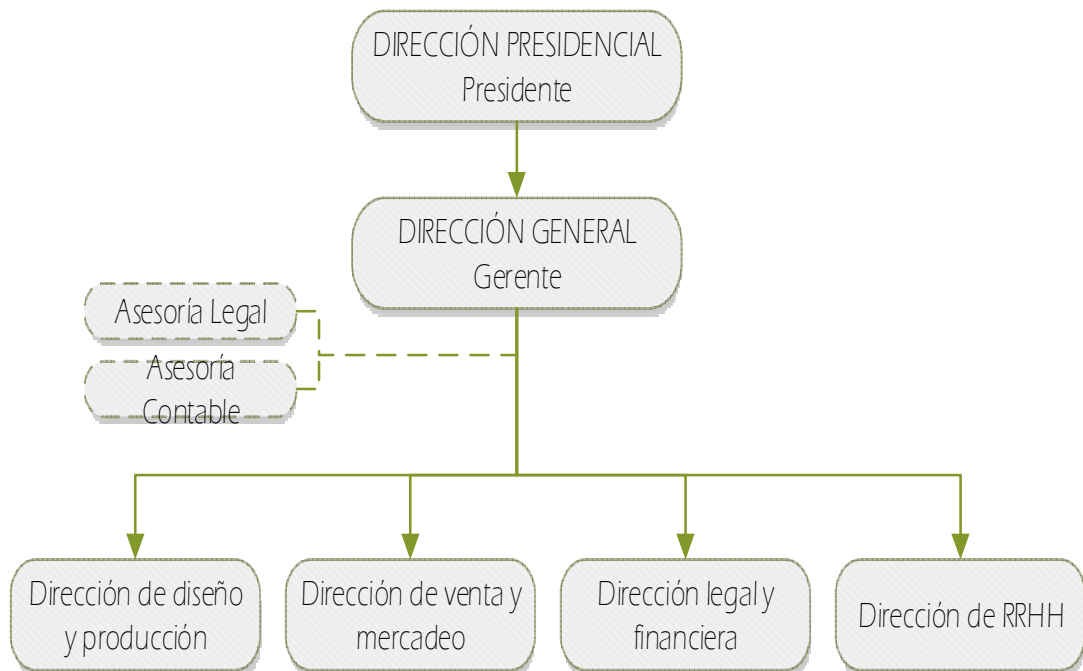 DIRECCIÓN PRESIDENCIAL
Presidente
DIRECCIÓN GENERAL
Gerente
Asesoría Legal
Asesoría
Contable
Dirección de diseño
y producción
Dirección de venta y
mercadeo
Dirección legal y
financiera
Dirección de RRHH